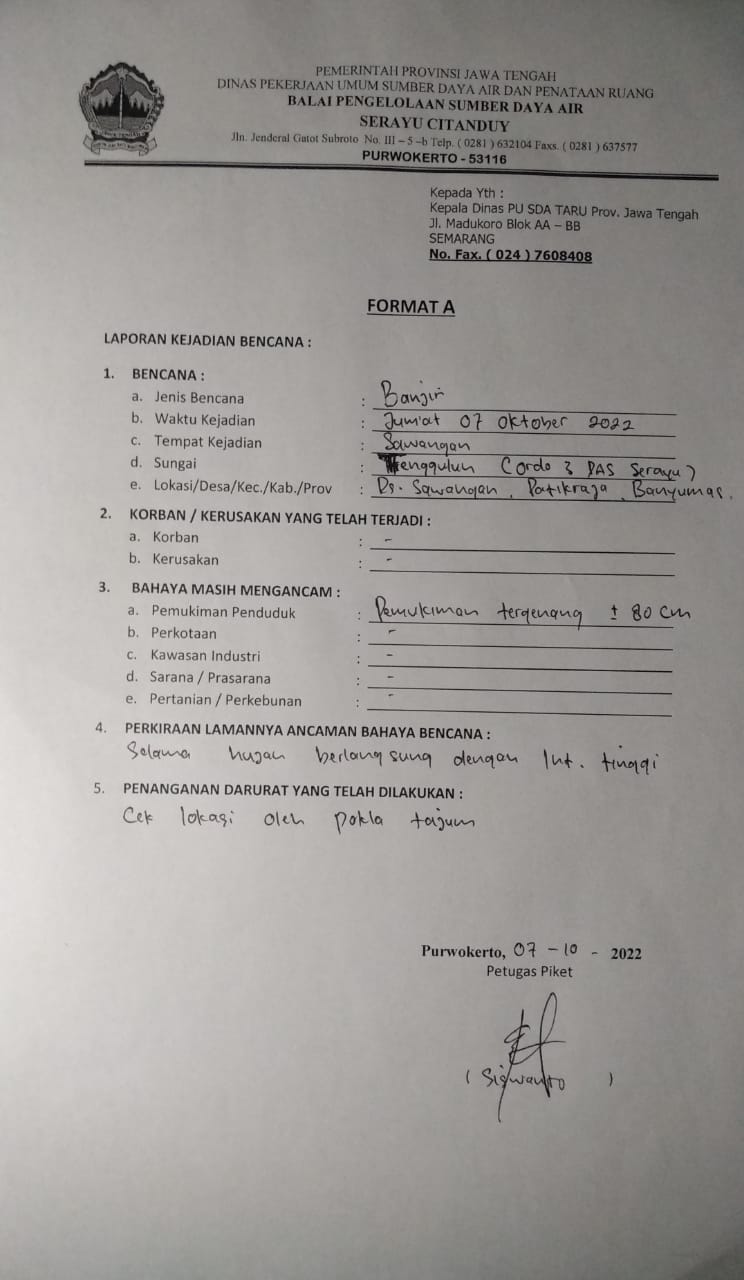 PEMERINTAH PROVINSI JAWA TENGAH
DINAS PEKERJAAN UMUM SUMBER DAYA AIR DAN PENATAAN RUANG
BALAI PENGELOLAAN SUMBER DAYA AIR
SERAYU CITANDUY
Jln. Jenderal Gatot Subroto No. III – 5 –b Telp. ( 0281 ) 632104 Faxs. ( 0281 ) 637577
PURWOKERTO - 53116
Kepada Yth :
Kepala Dinas PU SDA TARU Prov. Jawa Tengah
Jl. Madukoro Blok AA – BB
SEMARANG
No. Fax. ( 024 ) 7608408
FORMAT A
LAPORAN KEJADIAN BENCANA :
1. BENCANA :
a. Jenis Bencana : Banjir
b. Waktu Kejadian : Jum'at 07 Oktober 2022
c. Tempat Kejadian : Sawangan
d. Sungai : Menggulun (ordo 3 DAS Serayu)
e. Lokasi/Desa/Kec./Kab./Prov : Ds. Sawangan, Patikraja, Banyumas.
2. KORBAN / KERUSAKAN YANG TELAH TERJADI :
a. Korban : -
b. Kerusakan : -
3. BAHAYA MASIH MENGANCAM :
a. Pemukiman Penduduk : Pemukiman tergenang ± 80 cm
b. Perkotaan : -
c. Kawasan Industri : -
d. Sarana / Prasarana : -
e. Pertanian / Perkebunan : -
4. PERKIRAAN LAMANNYA ANCAMAN BAHAYA BENCANA :
Selama hujan berlangsung dengan Int. tinggi
5. PENANGANAN DARURAT YANG TELAH DILAKUKAN :
Cek lokasi oleh pokla tajum
Purwokerto, 07 - 10 - 2022
Petugas Piket
( Siswanto )